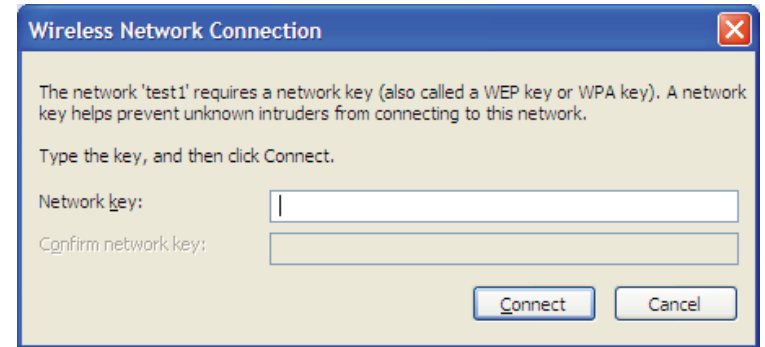 Wireless Network Connection
The network 'test1' requires a network key (also called a WEP key or WPA key). A network
key helps prevent unknown intruders from connecting to this network.
Type the key, and then click Connect.
Network key:
Confirm network key:
Connect Cancel